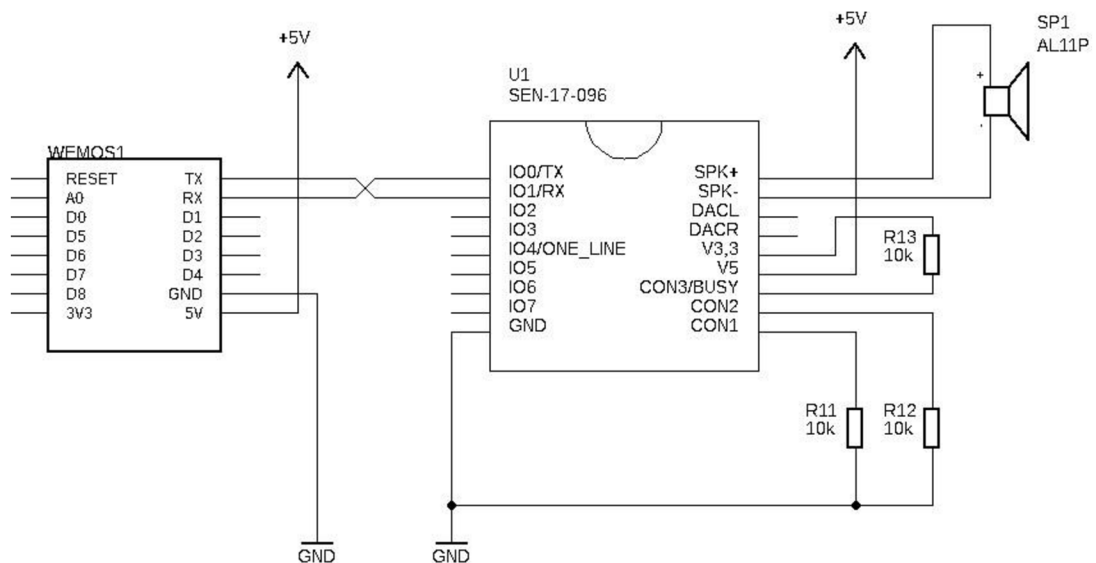 +5V
+5V
SP1
AL11P
+
-
U1
SEN-17-096
WEMOS1
RESET TX
A0 RX
D0 D1
D5 D2
D6 D3
D7 D4
D8 GND
3V3 5V
IO0/TX SPK+
IO1/RX SPK-
IO2 DACL
IO3 DACR
IO4/ONE_LINE V3,3
IO5 V5
IO6 CON3/BUSY
IO7 CON2
GND CON1
R13
10k
R11 R12
10k 10k
GND GND